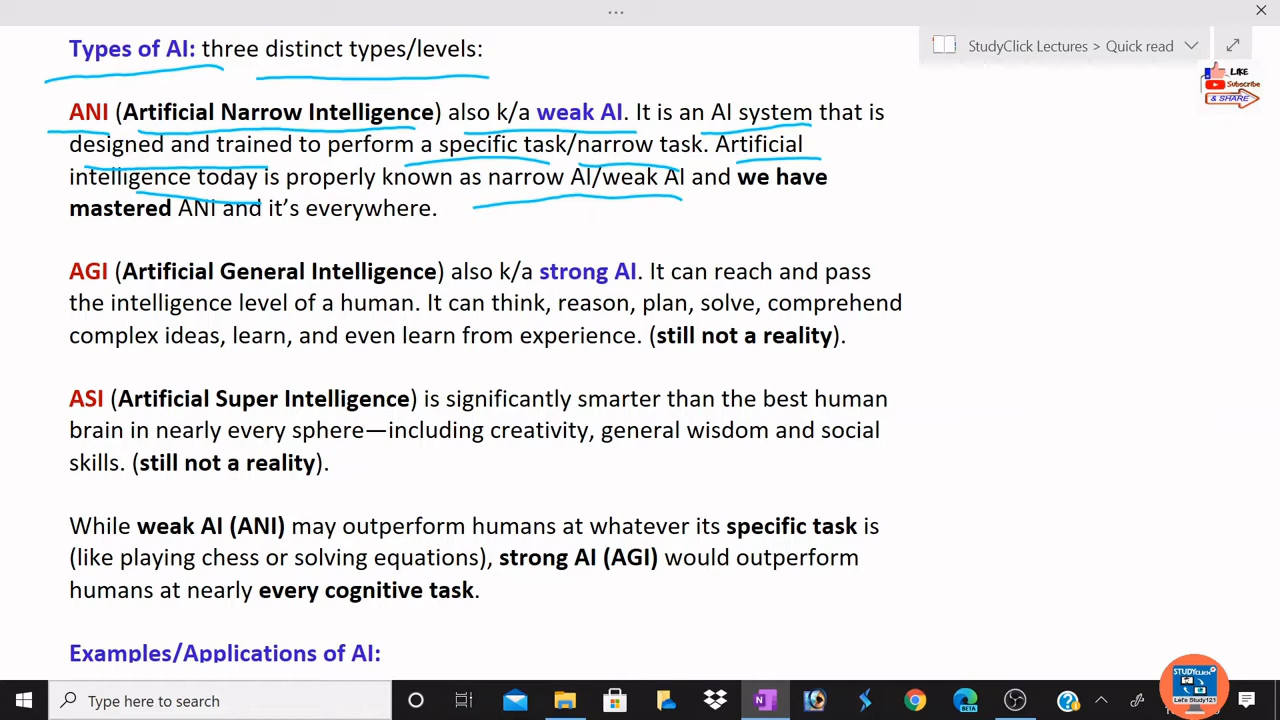 StudyClick Lectures > Quick read
LIKE
Subscribe
& SHARE
Types of AI: three distinct types/levels:
ANI (Artificial Narrow Intelligence) also k/a weak AI. It is an AI system that is
designed and trained to perform a specific task/narrow task. Artificial
intelligence today is properly known as narrow AI/weak AI and we have
mastered ANI and it’s everywhere.
AGI (Artificial General Intelligence) also k/a strong AI. It can reach and pass
the intelligence level of a human. It can think, reason, plan, solve, comprehend
complex ideas, learn, and even learn from experience. (still not a reality).
ASI (Artificial Super Intelligence) is significantly smarter than the best human
brain in nearly every sphere—including creativity, general wisdom and social
skills. (still not a reality).
While weak AI (ANI) may outperform humans at whatever its specific task is
(like playing chess or solving equations), strong AI (AGI) would outperform
humans at nearly every cognitive task.
Examples/Applications of AI:
STUDYCLICK
Let's Study121
Type here to search
BETA